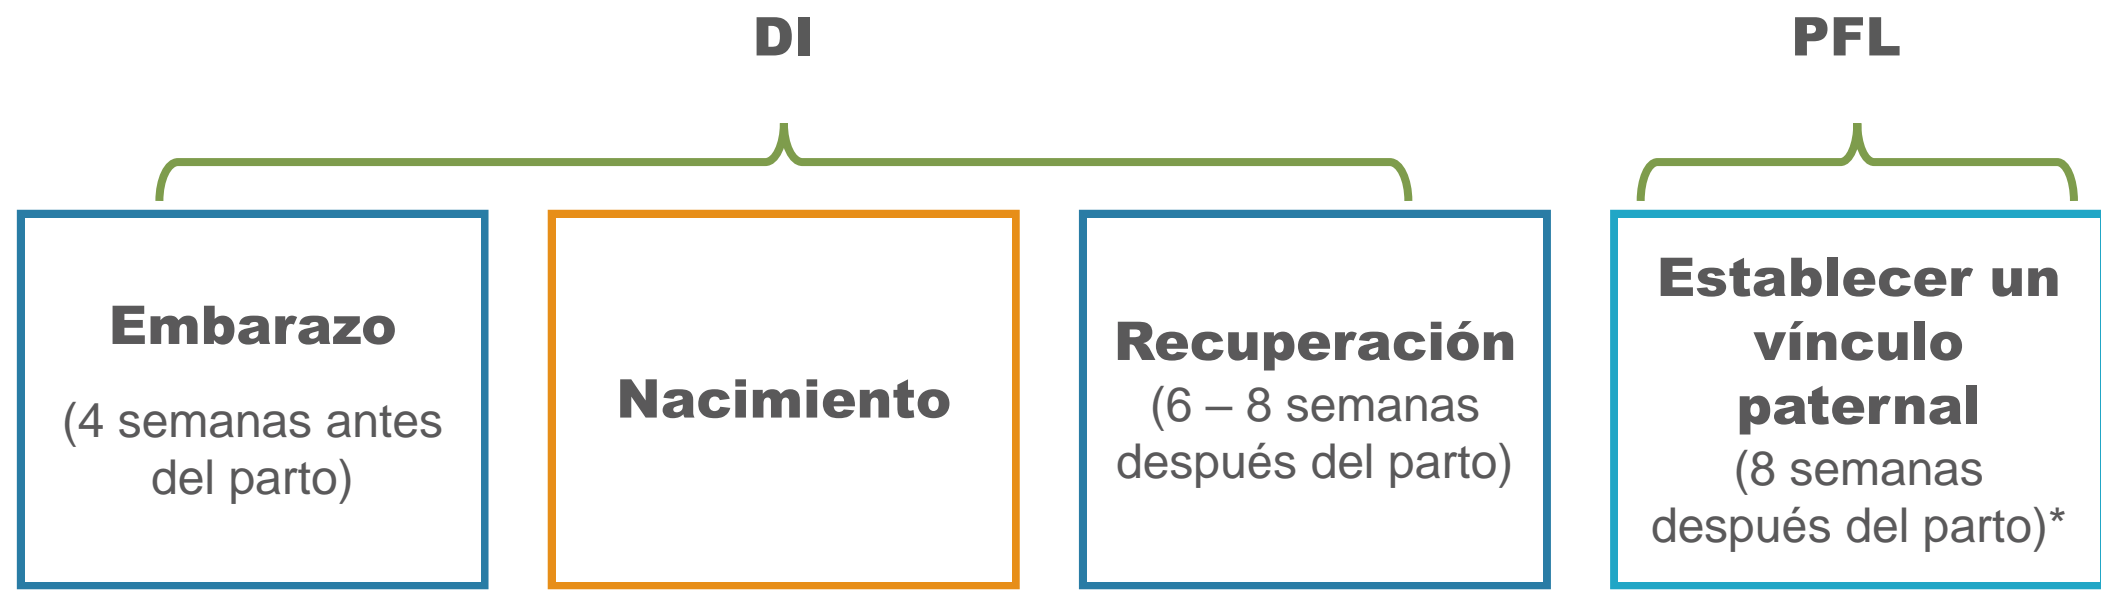 DI
PFL
Embarazo
(4 semanas antes
del parto)
Nacimiento
Recuperación
(6 – 8 semanas
después del parto)
Establecer un
vínculo
paternal
(8 semanas
después del parto)*